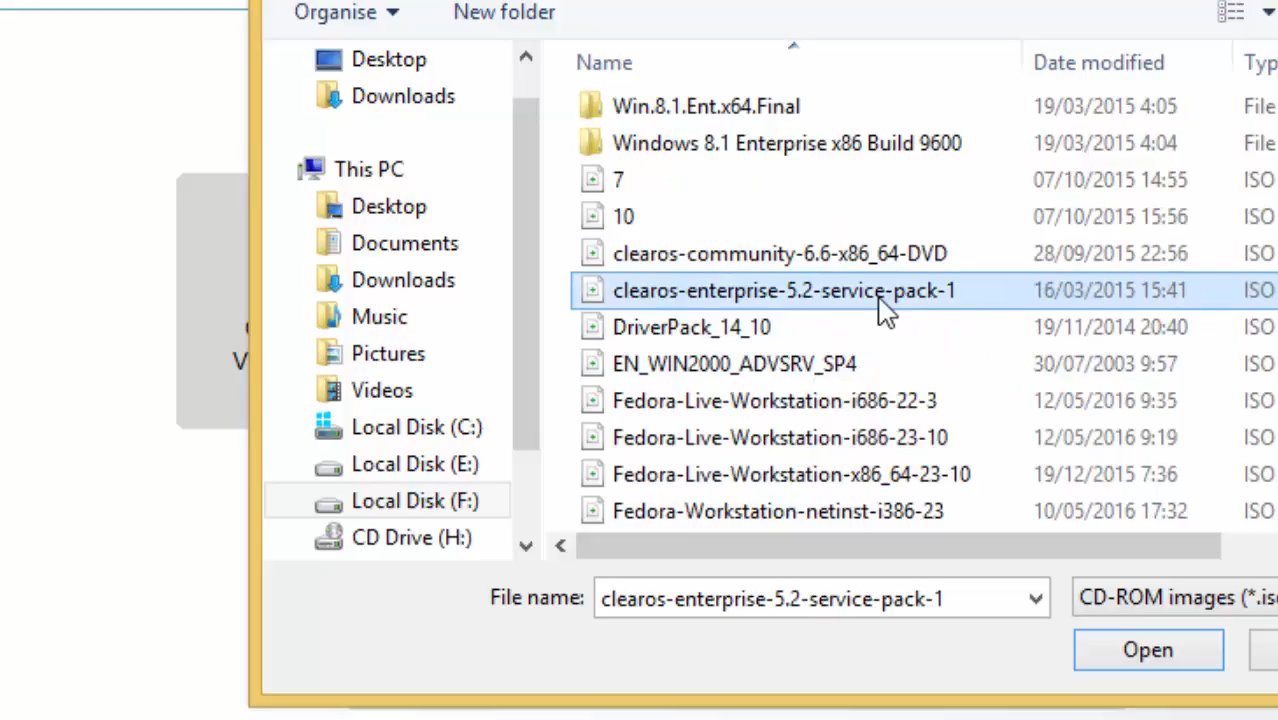 Organise New folder
Name Date modified Typ
Desktop
Downloads
This PC
Desktop
Documents
Downloads
Music
Pictures
Videos
Local Disk (C:)
Local Disk (E:)
Local Disk (F:)
CD Drive (H:)
Win.8.1.Ent.x64.Final 19/03/2015 4:05 File
Windows 8.1 Enterprise x86 Build 9600 19/03/2015 4:04 File
7 07/10/2015 14:55 ISO
10 07/10/2015 15:56 ISO
clearos-community-6.6-x86_64-DVD 28/09/2015 22:56 ISO
clearos-enterprise-5.2-service-pack-1 16/03/2015 15:41 ISO
DriverPack_14_10 19/11/2014 20:40 ISO
EN_WIN2000_ADVSRV_SP4 30/07/2003 9:57 ISO
Fedora-Live-Workstation-i686-22-3 12/05/2016 9:35 ISO
Fedora-Live-Workstation-i686-23-10 12/05/2016 9:19 ISO
Fedora-Live-Workstation-x86_64-23-10 19/12/2015 7:36 ISO
Fedora-Workstation-netinst-i386-23 10/05/2016 17:32 ISO
File name: clearos-enterprise-5.2-service-pack-1 CD-ROM images (*.is
Open